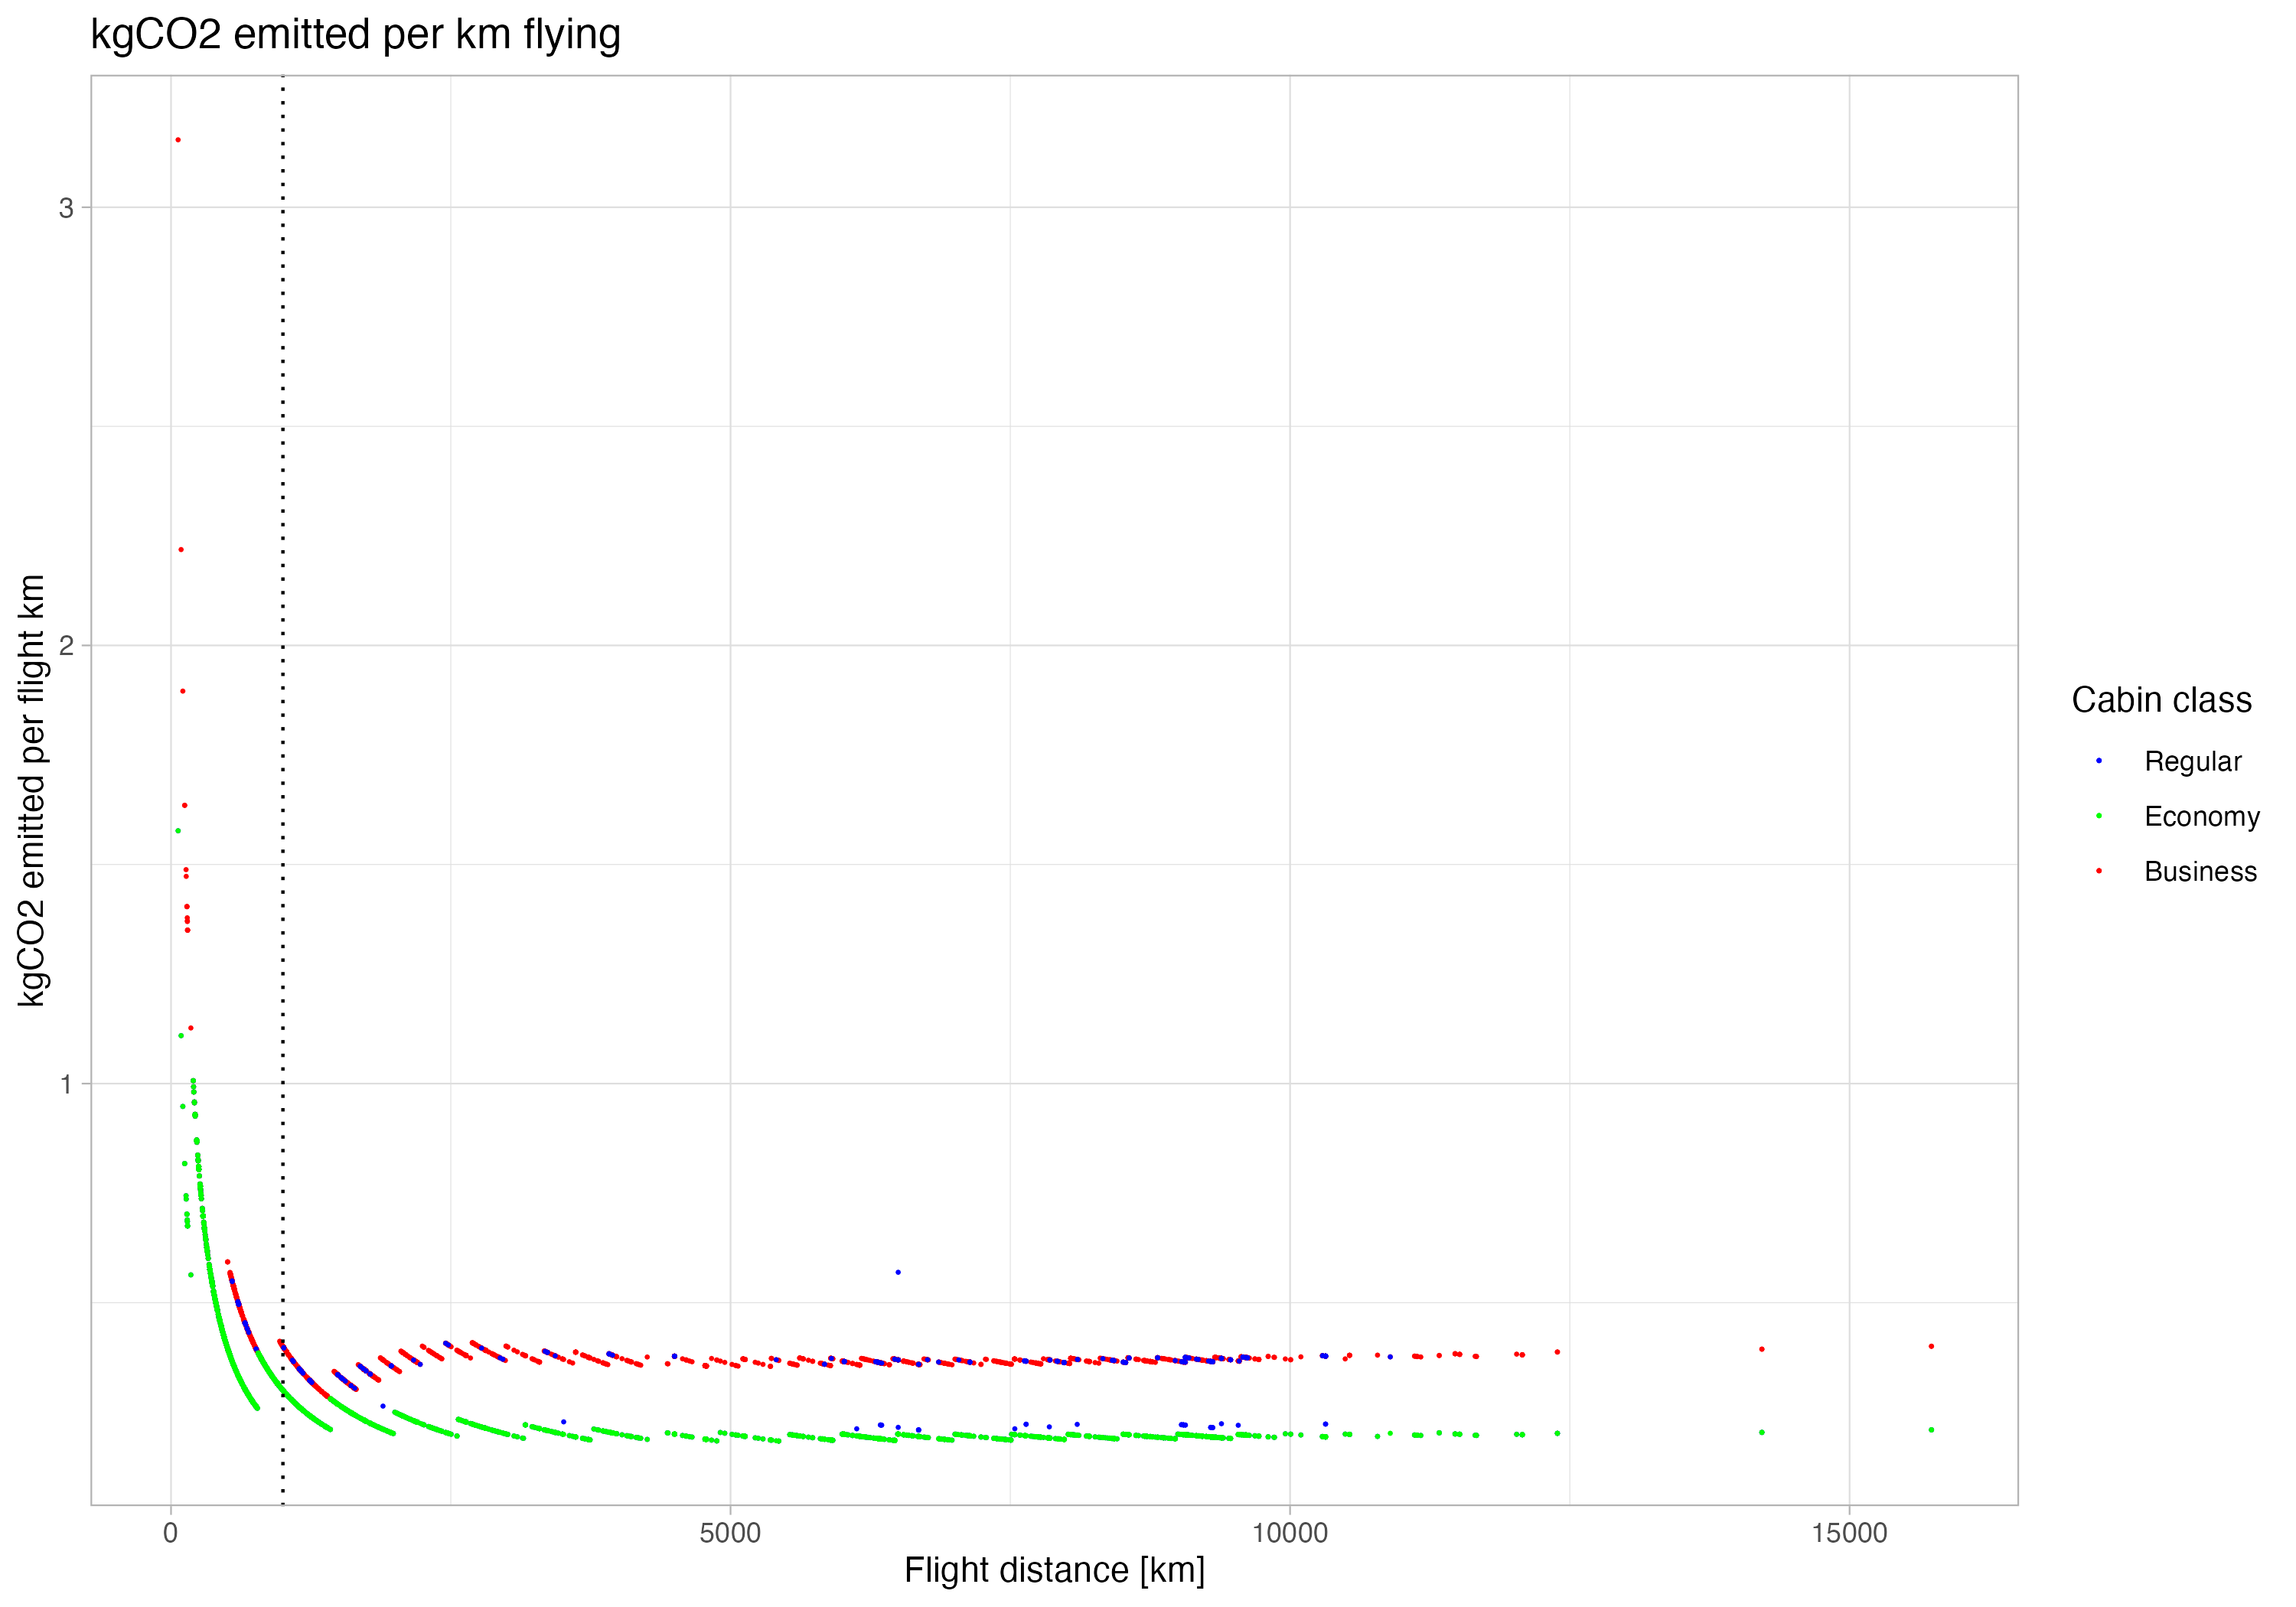 kgCO2 emitted per km flying
kgCO2 emitted per flight km
3
2
1
0
5000
10000
15000
Flight distance [km]
Cabin class
Regular
Economy
Business